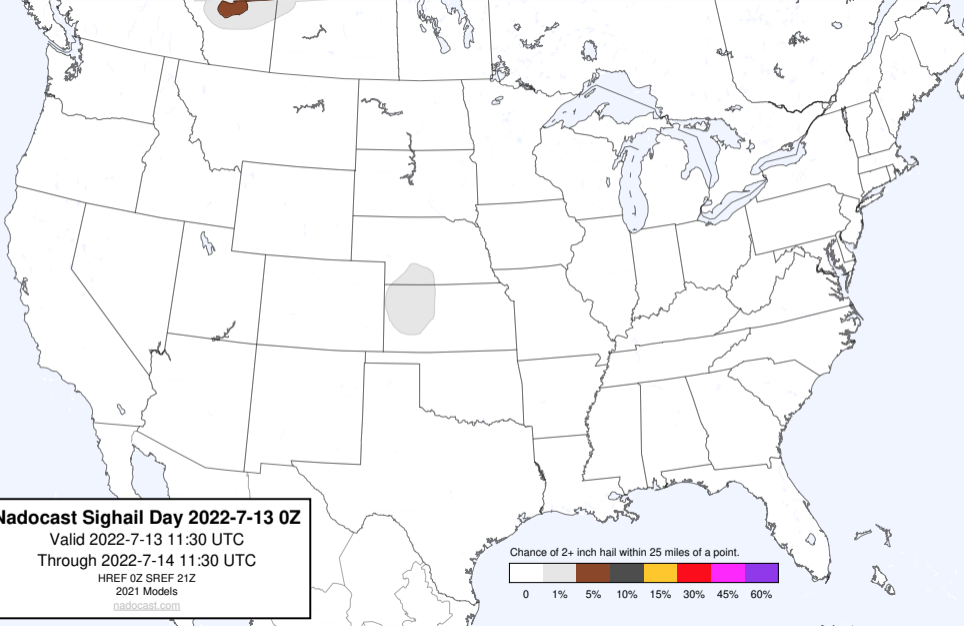 Nadocast Sighail Day 2022-7-13 0Z
Valid 2022-7-13 11:30 UTC
Through 2022-7-14 11:30 UTC
HREF 0Z SREF 21Z
2021 Models
nadocast.com
Chance of 2+ inch hail within 25 miles of a point.
0 1% 5% 10% 15% 30% 45% 60%